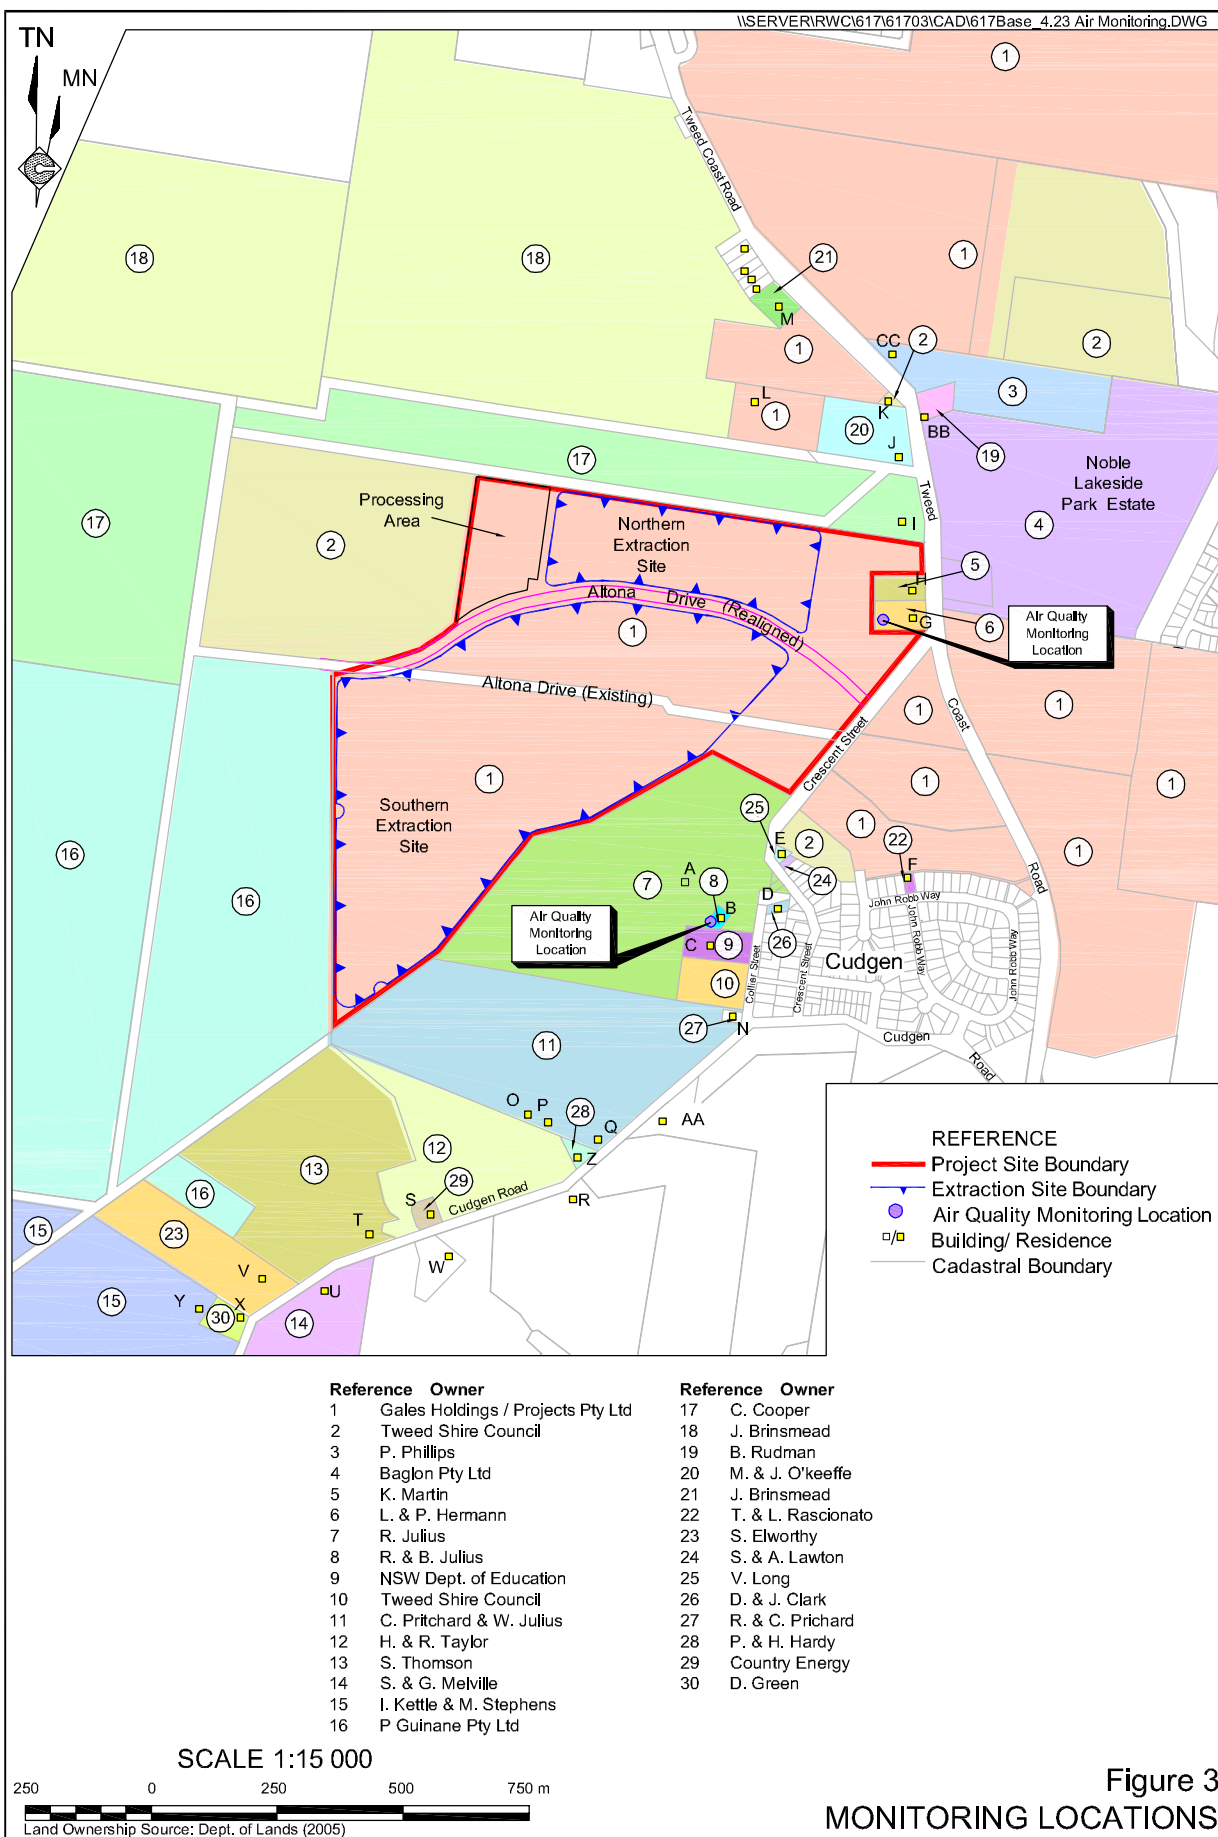 \\SERVER\RWC\617\61703\CAD\617Base_4.23 Air Monitoring.DWG
TN
MN
1
Tweed Coast Road
18
18
21
1
M
1
CC
2
2
3
L
1
K
20
BB
J
19
Noble
Lakeside
Park Estate
17
Processing
Area
Tweed
17
2
Northern
Extraction
Site
I
4
5
H
Altona Drive (Realigned)
1
G
6
Air Quality
Monitoring
Location
Altona Drive (Existing)
Coast
1
1
Crescent Street
1
1
1
Southern
Extraction
Site
25
1
E
2
22
F
1
16
24
A
7
8
Road
16
D
B
John Robb Way
Air Quality
Monitoring
Location
C
9
26
John Robb Way
John Robb Way
Cudgen
Collier Street
Crescent Street
10
27
N
Cudgen
Road
11
O
P
28
Q
AA
12
Z
13
29
16
S
Cudgen Road
R
15
23
T
W
V
U
15
Y
30
X
14
REFERENCE
Project Site Boundary
Extraction Site Boundary
Air Quality Monitoring Location
/ Building/ Residence
Cadastral Boundary
Reference Owner
1 Gales Holdings / Projects Pty Ltd
2 Tweed Shire Council
3 P. Phillips
4 Baglon Pty Ltd
5 K. Martin
6 L. & P. Hermann
7 R. Julius
8 R. & B. Julius
9 NSW Dept. of Education
10 Tweed Shire Council
11 C. Pritchard & W. Julius
12 H. & R. Taylor
13 S. Thomson
14 S. & G. Melville
15 I. Kettle & M. Stephens
16 P Guinane Pty Ltd
Reference Owner
17 C. Cooper
18 J. Brinsmead
19 B. Rudman
20 M. & J. O'keeffe
21 J. Brinsmead
22 T. & L. Rascionato
23 S. Elworthy
24 S. & A. Lawton
25 V. Long
26 D. & J. Clark
27 R. & C. Prichard
28 P. & H. Hardy
29 Country Energy
30 D. Green
SCALE 1:15 000
250 0 250 500 750 m
Land Ownership Source: Dept. of Lands (2005)
Figure 3
MONITORING LOCATIONS